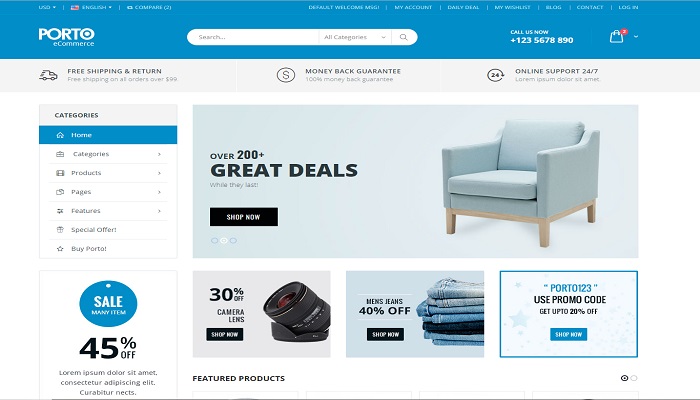 USD
ENGLISH
COMPARE (2)
DEFAULT WELCOME MSG!
MY ACCOUNT
DAILY DEAL
MY WISHLIST
BLOG
CONTACT
LOG IN
PORTO
eCommerce
Search...
All Categories
CALL US NOW
+123 5678 890
FREE SHIPPING & RETURN
Free shipping on all orders over $99.
MONEY BACK GUARANTEE
100% money back guarantee
24
ONLINE SUPPORT 24/7
Lorem ipsum dolor sit amet.
CATEGORIES
Home
Categories
Products
Pages
Features
Special Offer!
Buy Porto!
OVER 200+
GREAT DEALS
While they last!
SHOP NOW
SALE
MANY ITEM
45% OFF
Lorem ipsum dolor sit amet,
consectetur adipiscing elit.
Curabitur nects.
30% OFF
CAMERA
LENS
SHOP NOW
MENS JEANS
40% OFF
SHOP NOW
" PORTO123 "
USE PROMO CODE
GET UPTO 20% OFF
SHOP NOW
FEATURED PRODUCTS